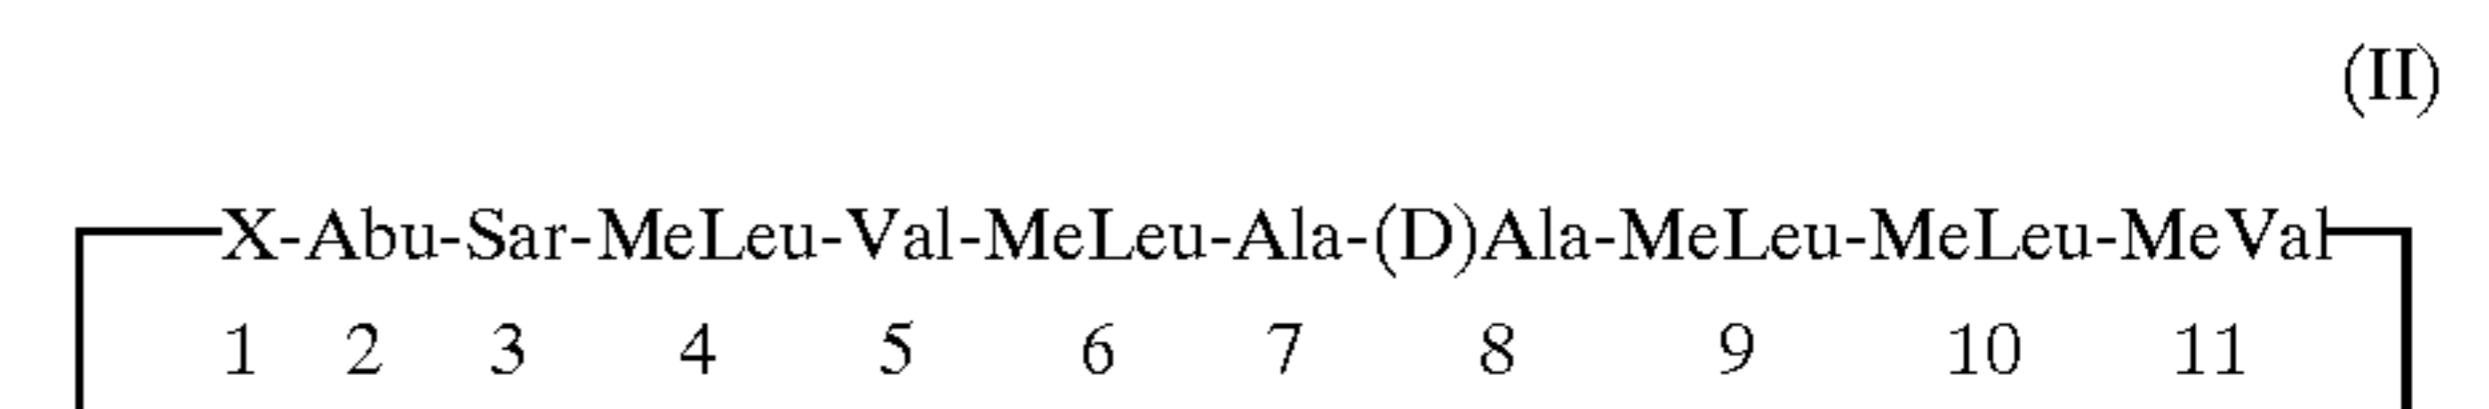 (II)
X-Abu-Sar-MeLeu-Val-MeLeu-Ala-(D)Ala-MeLeu-MeLeu-MeVal
1 2 3 4 5 6 7 8 9 10 11